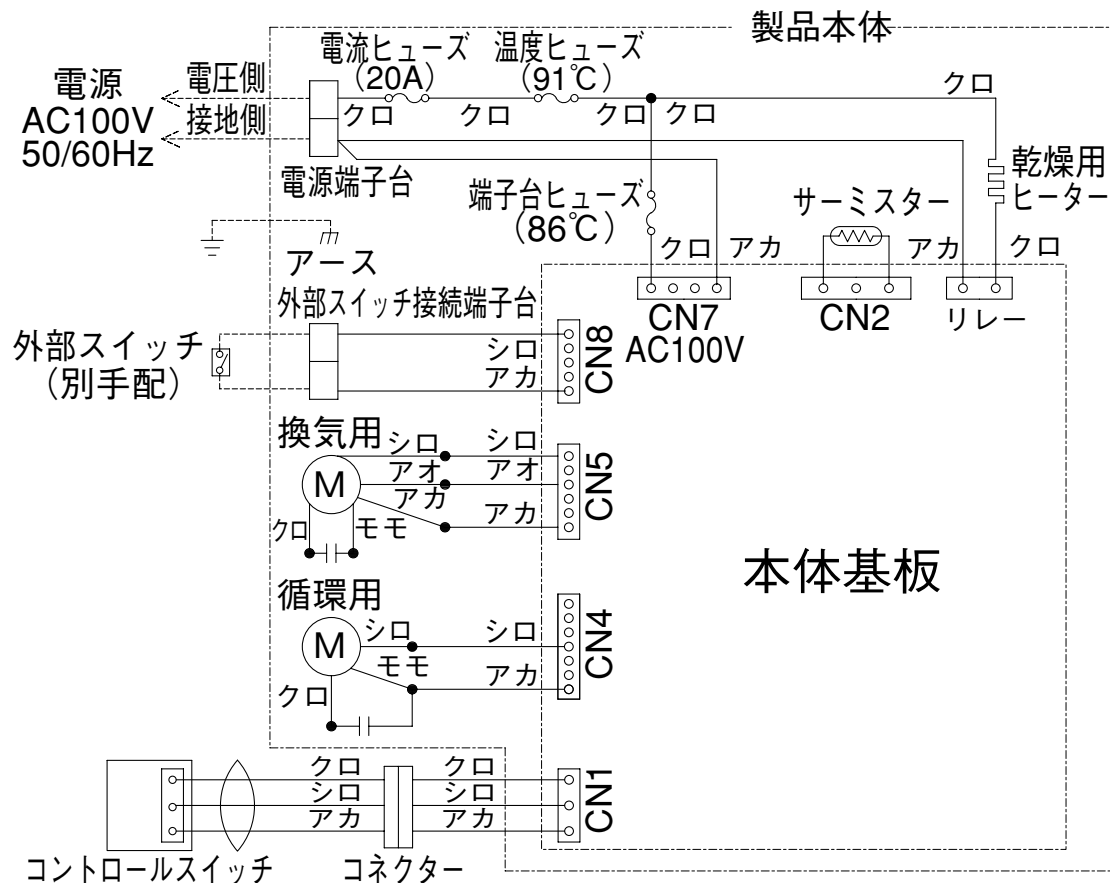 製品本体
電流ヒューズ
(20A)
温度ヒューズ
(91℃)
電源
AC100V
50/60Hz
電圧側
接地側
クロ
クロ
クロ
クロ
クロ
電源端子台
端子台ヒューズ
(86℃)
サーミスター
乾燥用
ヒーター
クロ
アカ
アカ
クロ
アース
CN7
AC100V
CN2
リレー
外部スイッチ接続端子台
外部スイッチ
(別手配)
シロ
アカ
CN8
換気用
M
シロ
アオ
アカ
シロ
アオ
アカ
クロ
モモ
CN5
本体基板
循環用
M
シロ
モモ
シロ
アカ
クロ
CN4
クロ
シロ
アカ
クロ
シロ
アカ
CN1
コントロールスイッチ
コネクター